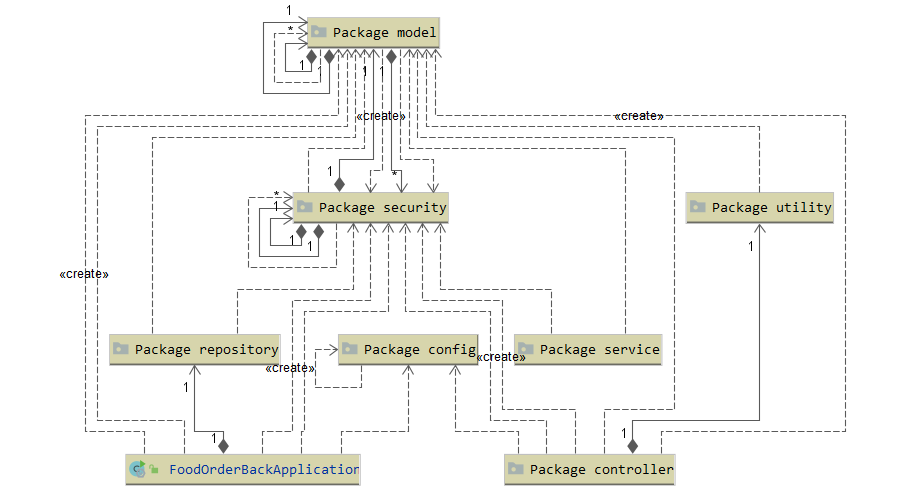 1
Package model
*
1
1
1
1
«create»
«create»
1
*
*
1
Package security
Package utility
1
1
1
«create»
Package repository
Package config
Package service
«create»
«create»
1
1
1
FoodOrderBackApplication
Package controller